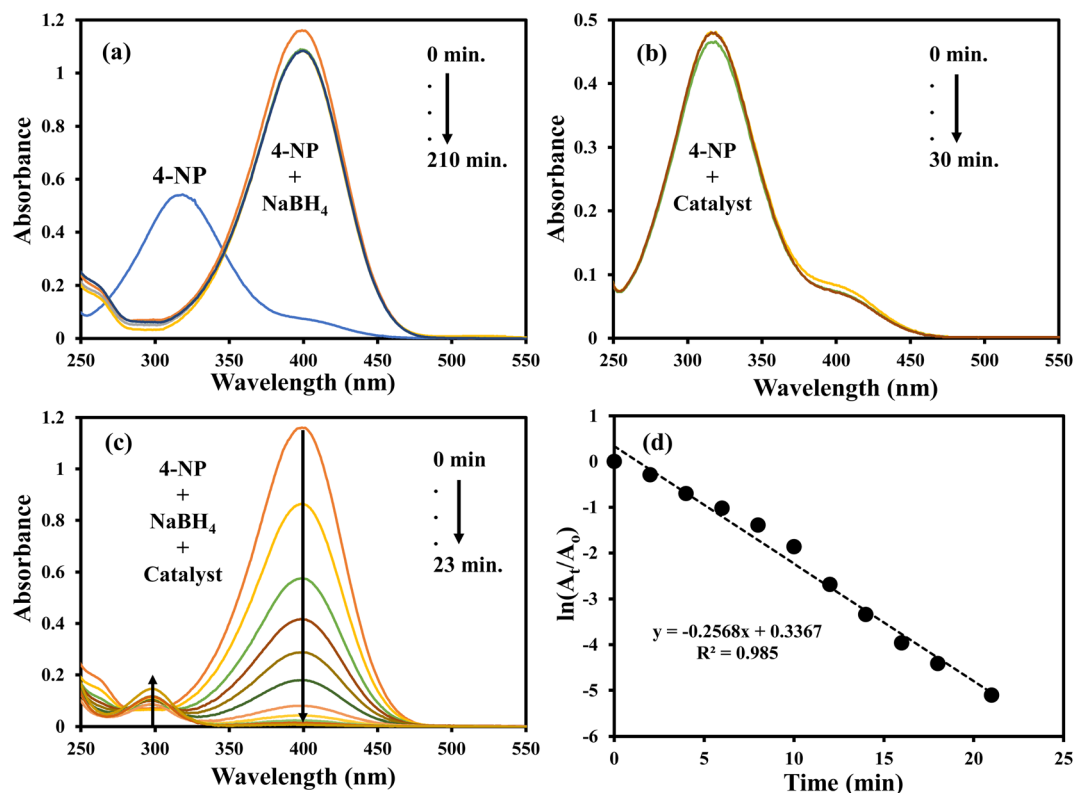 (a)
0 min.
.
.
.
210 min.
4-NP
4-NP
+
NaBH₄
Absorbance
0
0.2
0.4
0.6
0.8
1
1.2
250
300
350
400
450
500
550
Wavelength (nm)
(b)
0 min.
.
.
.
30 min.
4-NP
+
Catalyst
Absorbance
0
0.1
0.2
0.3
0.4
0.5
250
300
350
400
450
500
550
Wavelength (nm)
(c)
4-NP
+
NaBH₄
+
Catalyst
0 min
.
.
.
23 min.
Absorbance
0
0.2
0.4
0.6
0.8
1
1.2
250
300
350
400
450
500
550
Wavelength (nm)
(d)
ln(Aₜ/Aₒ)
1
0
-1
-2
-3
-4
-5
-6
y = -0.2568x + 0.3367
R² = 0.985
0
5
10
15
20
25
Time (min)